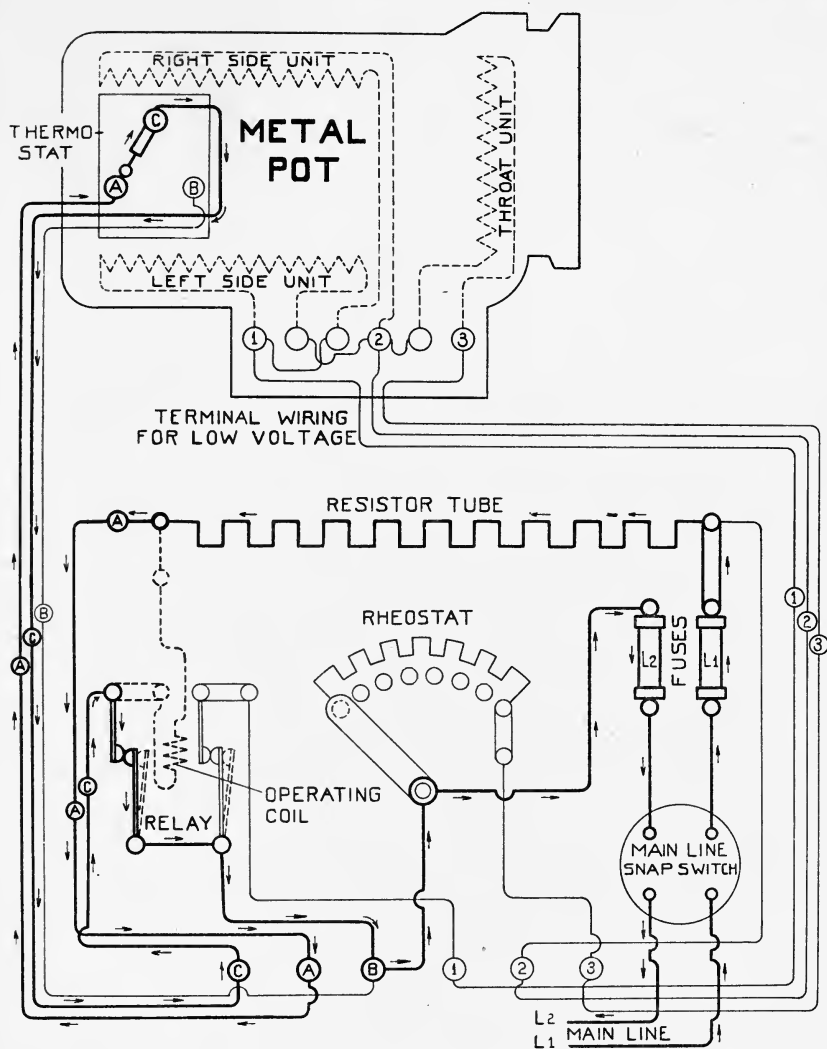 RIGHT SIDE UNIT
THERMO-
STAT
C
METAL
POT
A
B
THROAT UNIT
LEFT SIDE UNIT
1
2
3
TERMINAL WIRING
FOR LOW VOLTAGE
RESISTOR TUBE
A
B
C
A
RHEOSTAT
L2
FUSES
L1
1
2
3
C
A
OPERATING
COIL
RELAY
MAIN LINE
SNAP SWITCH
C
A
B
1
2
3
L2
MAIN LINE
L1